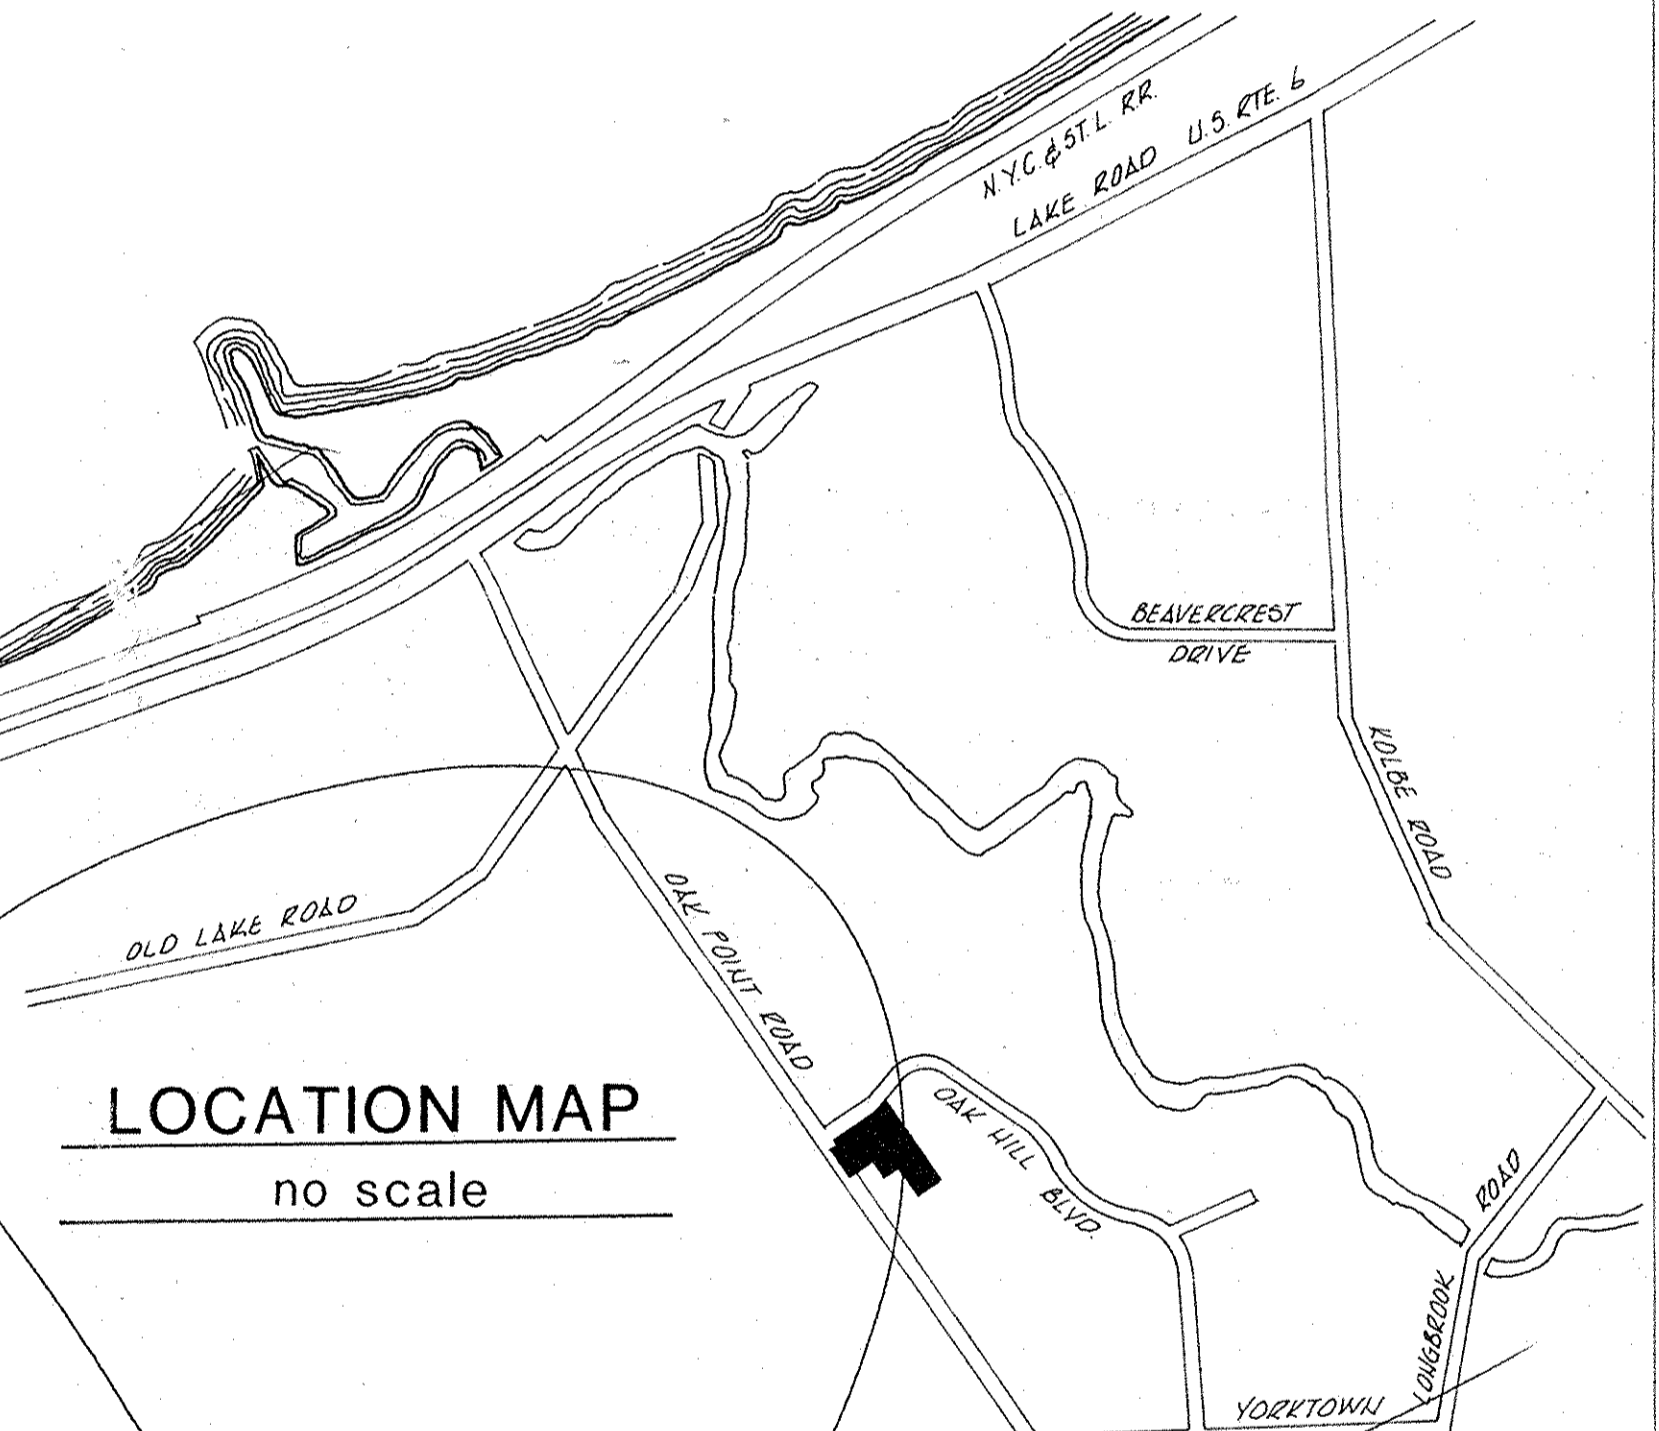 N.Y.C. & ST. L. R.R.
LAKE ROAD U.S. RTE. 6
BEAVERCREST
DRIVE
KOLBE ROAD
OLD LAKE ROAD
OAK POINT ROAD
LOCATION MAP
no scale
OAK HILL BLVD.
LONGBROOK ROAD
YORKTOWN